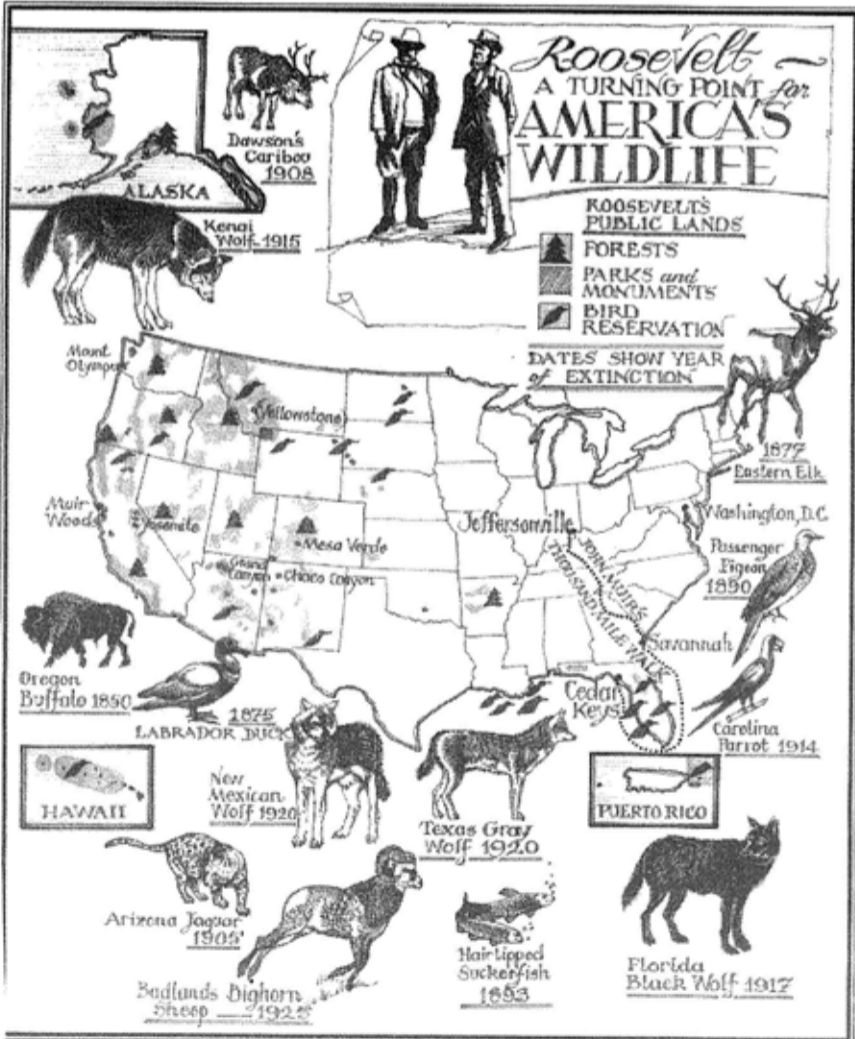 Roosevelt
A TURNING POINT for
AMERICA'S
WILDLIFE
ROOSEVELT'S
PUBLIC LANDS
FORESTS
PARKS and
MONUMENTS
BIRD
RESERVATION
DATES SHOW YEAR
of EXTINCTION
Dawson's
Caribou
1908
ALASKA
Kenai
Wolf 1915
Mount
Olympus
Yellowstone
1877
Eastern Elk
Muir
Woods
Yosemite
Mesa Verde
Grand
Canyon
Chaco Canyon
Jeffersonville
JOHN MUIR'S
THOUSAND MILE WALK
Washington, D.C.
Passenger
Pigeon
1890
Savannah
Cedar
Keys
Carolina
Parrot 1914
Oregon
Buffalo 1850
1875
LABRADOR DUCK
HAWAII
New
Mexican
Wolf 1920
Texas Gray
Wolf 1920
PUERTO RICO
Arizona Jaguar
1905
Badlands Bighorn
Sheep 1925
Hairlipped
Suckerfish
1893
Florida
Black Wolf 1917